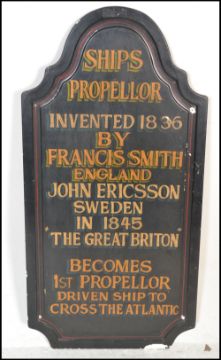 SHIPS
PROPELLOR
INVENTED 1836
BY
FRANCIS SMITH
ENGLAND
JOHN ERICSSON
SWEDEN
IN 1845
THE GREAT BRITON
BECOMES
1ST PROPELLOR
DRIVEN SHIP TO
CROSS THE ATLANTIC